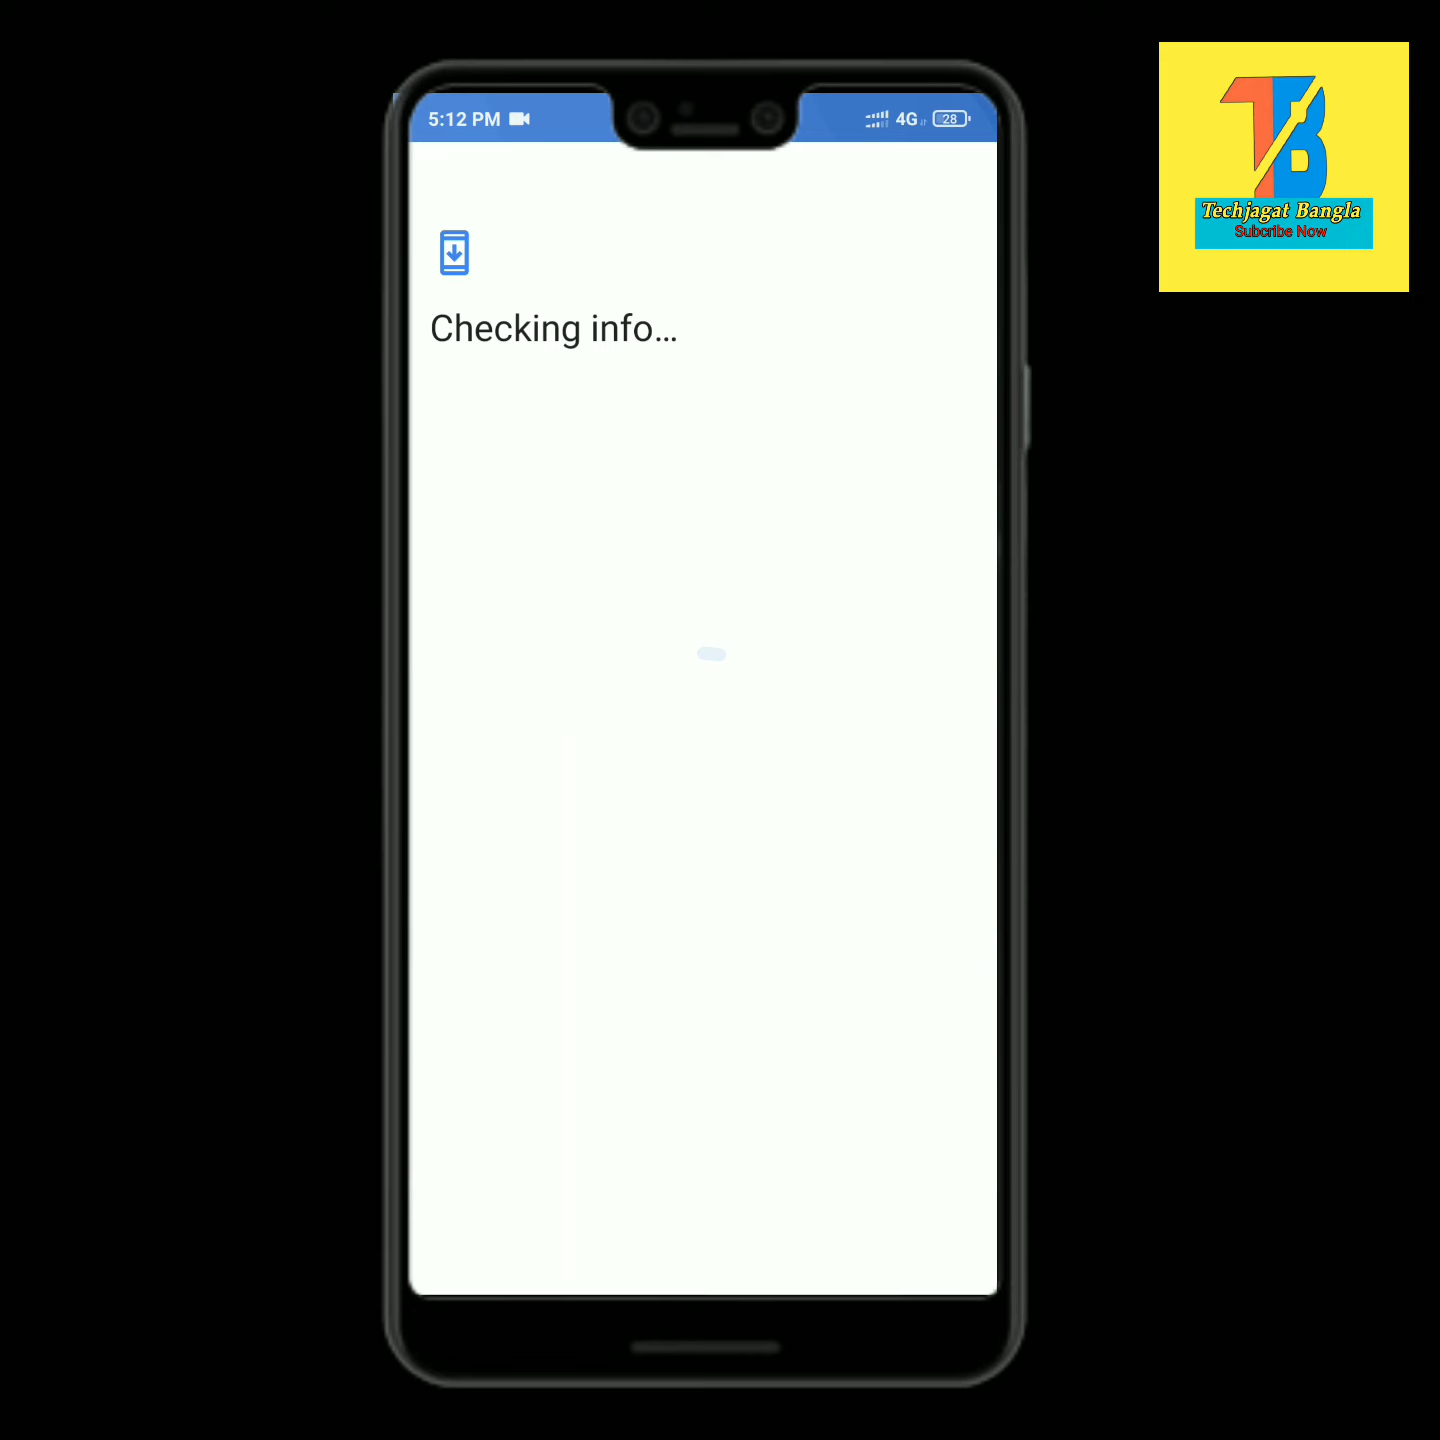 5:12 PM
4G
28
Checking info...
TB
Techjagat Bangla
Subcribe Now